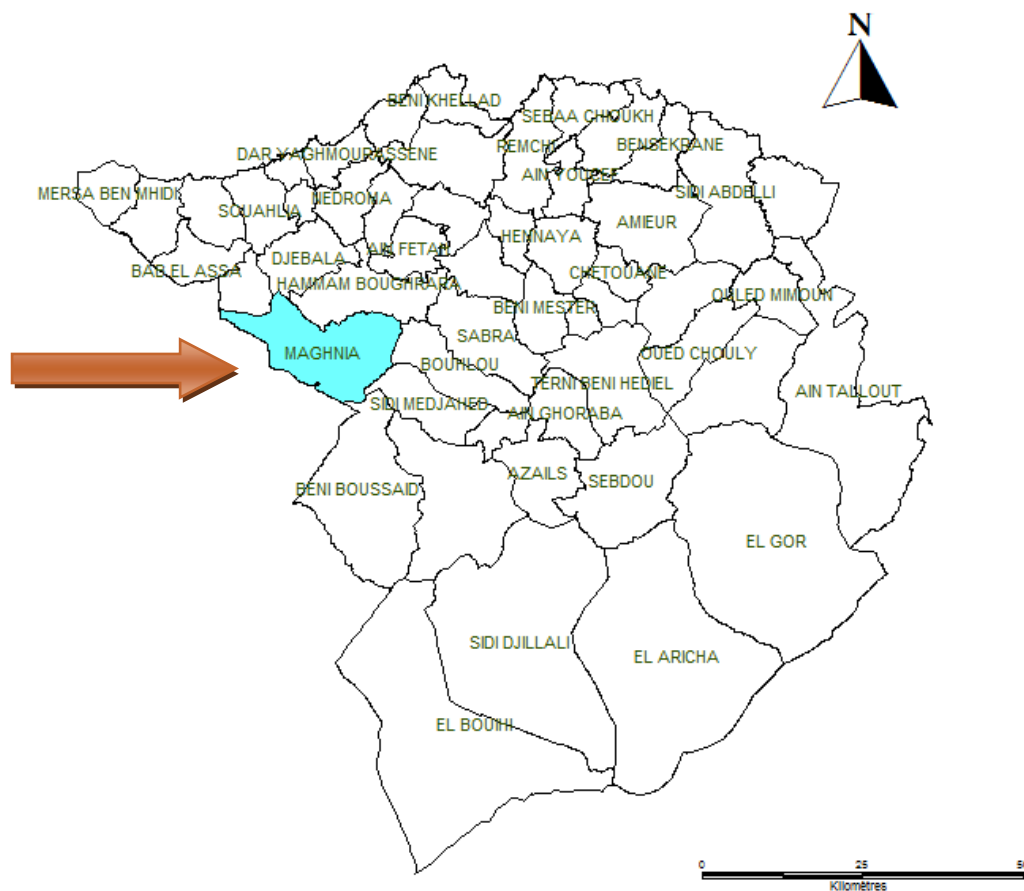 N
BENI KHELLAD
SEBAA CHIOUKH
REMCHI
BENSEKRANE
DAR YAGHMOURASSENE
AIN YOUCEF
MERSA BEN MHIDI
NEDROMA
SIDI ABDELLI
SOUAHLIA
AMIEUR
HENNAYA
AIN FETAH
DJEBALA
BAB EL ASSA
CHETOUANE
HAMMAM BOUGHRARA
OULED MIMOUN
BENI MESTER
SABRA
MAGHNIA
OUED CHOULY
BOUHLOU
TERNI BENI HEDIEL
AIN TALLOUT
SIDI MEDJAHED
AIN GHORABA
AZAILS
SEBDOU
BENI BOUSSAID
EL GOR
SIDI DJILLALI
EL ARICHA
EL BOUIHI
0 25 50
Kilomètres